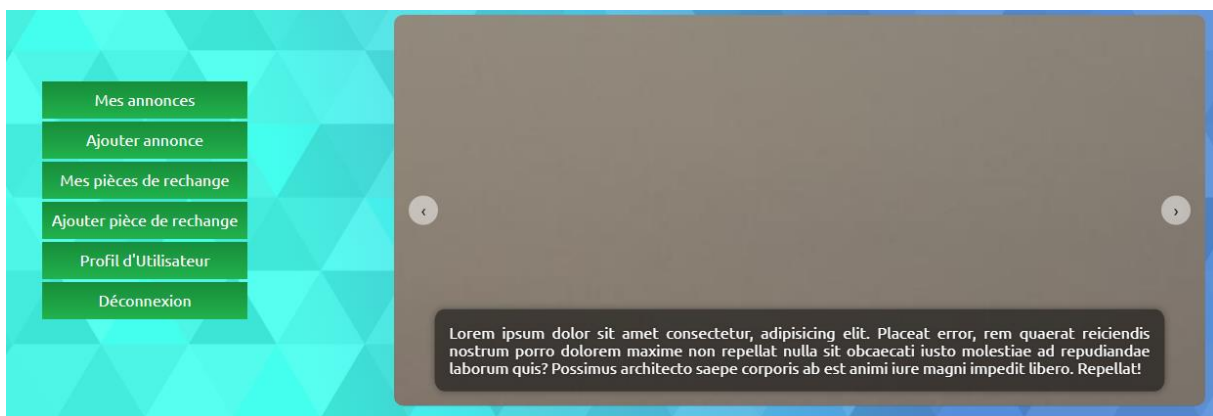 Mes annonces
Ajouter annonce
Mes pièces de rechange
Ajouter pièce de rechange
Profil d'Utilisateur
Déconnexion
‹
›
Lorem ipsum dolor sit amet consectetur, adipisicing elit. Placeat error, rem quaerat reiciendis
nostrum porro dolorem maxime non repellat nulla sit obcaecati iusto molestiae ad repudiandae
laborum quis? Possimus architecto saepe corporis ab est animi iure magni impedit libero. Repellat!